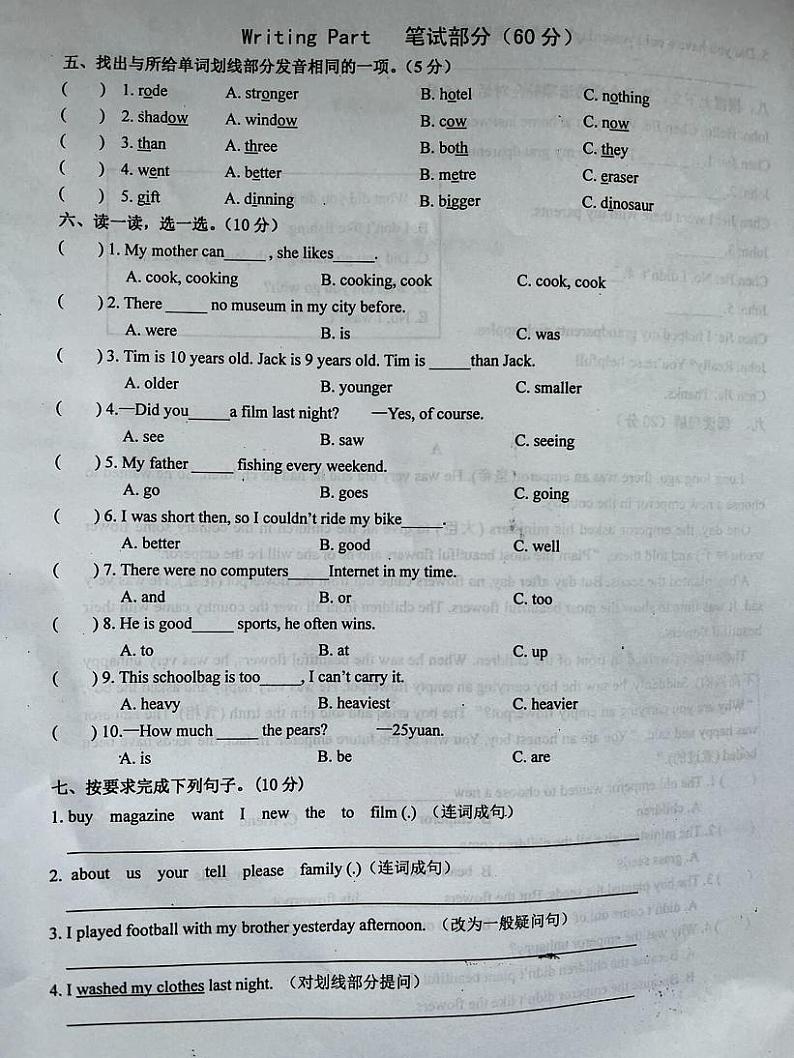 Writing Part 笔试部分（60分）
五、找出与所给单词划线部分发音相同的一项。（5分）
（ ）1. rode A. stronger B. hotel C. nothing
（ ）2. shadow A. window B. cow C. now
（ ）3. than A. three B. both C. they
（ ）4. went A. better B. metre C. eraser
（ ）5. gift A. dinning B. bigger C. dinosaur
六、读一读，选一选。（10分）
（ ）1. My mother can_____ , she likes_____.
A. cook, cooking B. cooking, cook C. cook, cook
（ ）2. There _____ no museum in my city before.
A. were B. is C. was
（ ）3. Tim is 10 years old. Jack is 9 years old. Tim is _____than Jack.
A. older B. younger C. smaller
（ ）4.—Did you_____a film last night? —Yes, of course.
A. see B. saw C. seeing
（ ）5. My father _____ fishing every weekend.
A. go B. goes C. going
（ ）6. I was short then, so I couldn't ride my bike_____.
A. better B. good C. well
（ ）7. There were no computers_____Internet in my time.
A. and B. or C. too
（ ）8. He is good_____ sports, he often wins.
A. to B. at C. up
（ ）9. This schoolbag is too_____, I can't carry it.
A. heavy B. heaviest C. heavier
（ ）10.—How much _____ the pears? —25yuan.
A. is B. be C. are
七、按要求完成下列句子。(10分)
1. buy magazine want I new the to film (.) （连词成句）
2. about us your tell please family (.)（连词成句）
3. I played football with my brother yesterday afternoon. （改为一般疑问句）
4. I washed my clothes last night. （对划线部分提问）